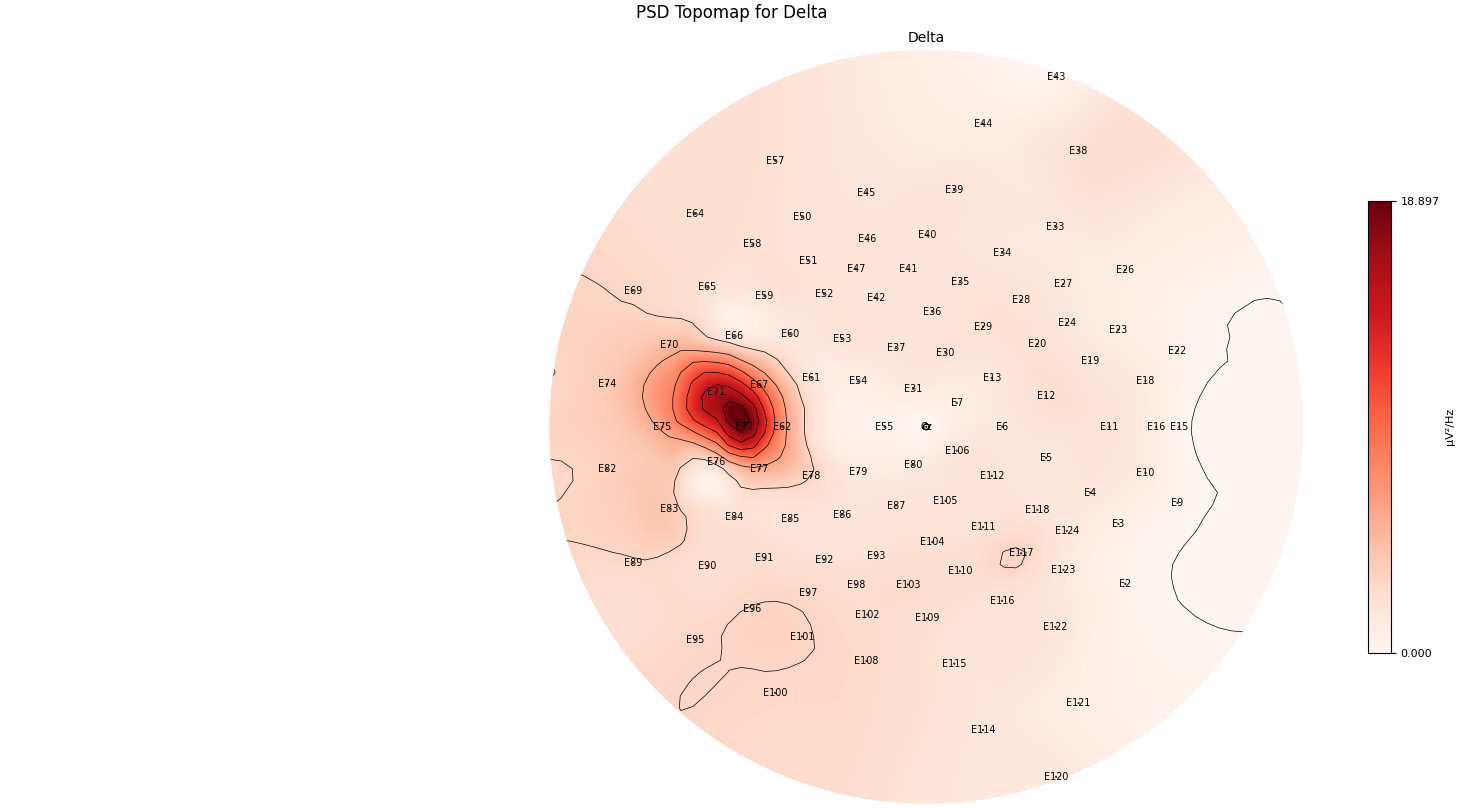 PSD Topomap for Delta
Delta
E43
E44
E38
E57
E45 E39
E64 E50
E33
E46 E40
E58 E34
E51
E47 E41 E26
E35 E27
E69 E65 E59 E52 E42 E28
E36
E29 E24 E23
E66 E60 E53
E70 E37 E30 E20 E22
E19
E74 E61 E54 E13 E18
E71 E67 E31
E12
E7
E75 E72 E62 E55 Cz E6 E11 E16 E15
E106
E76 E80 E5
E82 E77 E78 E79 E112 E10
E4
E83 E87 E105 E118 E9
E84 E85 E86 E111 E124 E3
E104
E89 E90 E91 E92 E93 E110 E117 E123
E97 E98 E103 E2
E96 E102 E109 E116
E95 E101 E122
E108 E115
E100 E121
E114
E120
18.897
µV²/Hz
0.000